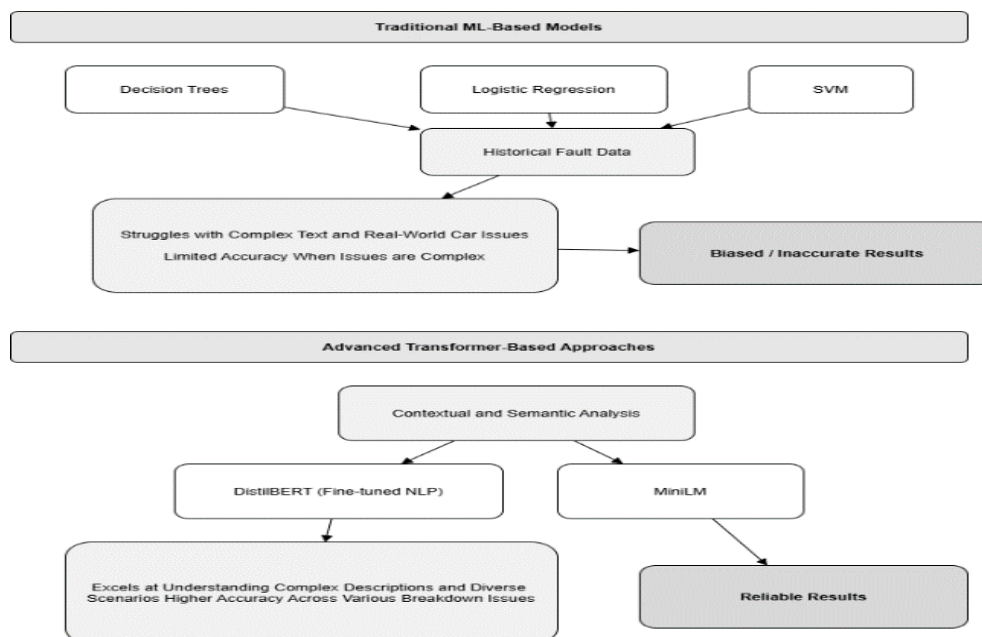 Traditional ML-Based Models
Decision Trees
Logistic Regression
SVM
Historical Fault Data
Struggles with Complex Text and Real-World Car Issues
Limited Accuracy When Issues are Complex
Biased / Inaccurate Results
Advanced Transformer-Based Approaches
Contextual and Semantic Analysis
DistilBERT (Fine-tuned NLP)
MiniLM
Excels at Understanding Complex Descriptions and Diverse
Scenarios Higher Accuracy Across Various Breakdown Issues
Reliable Results